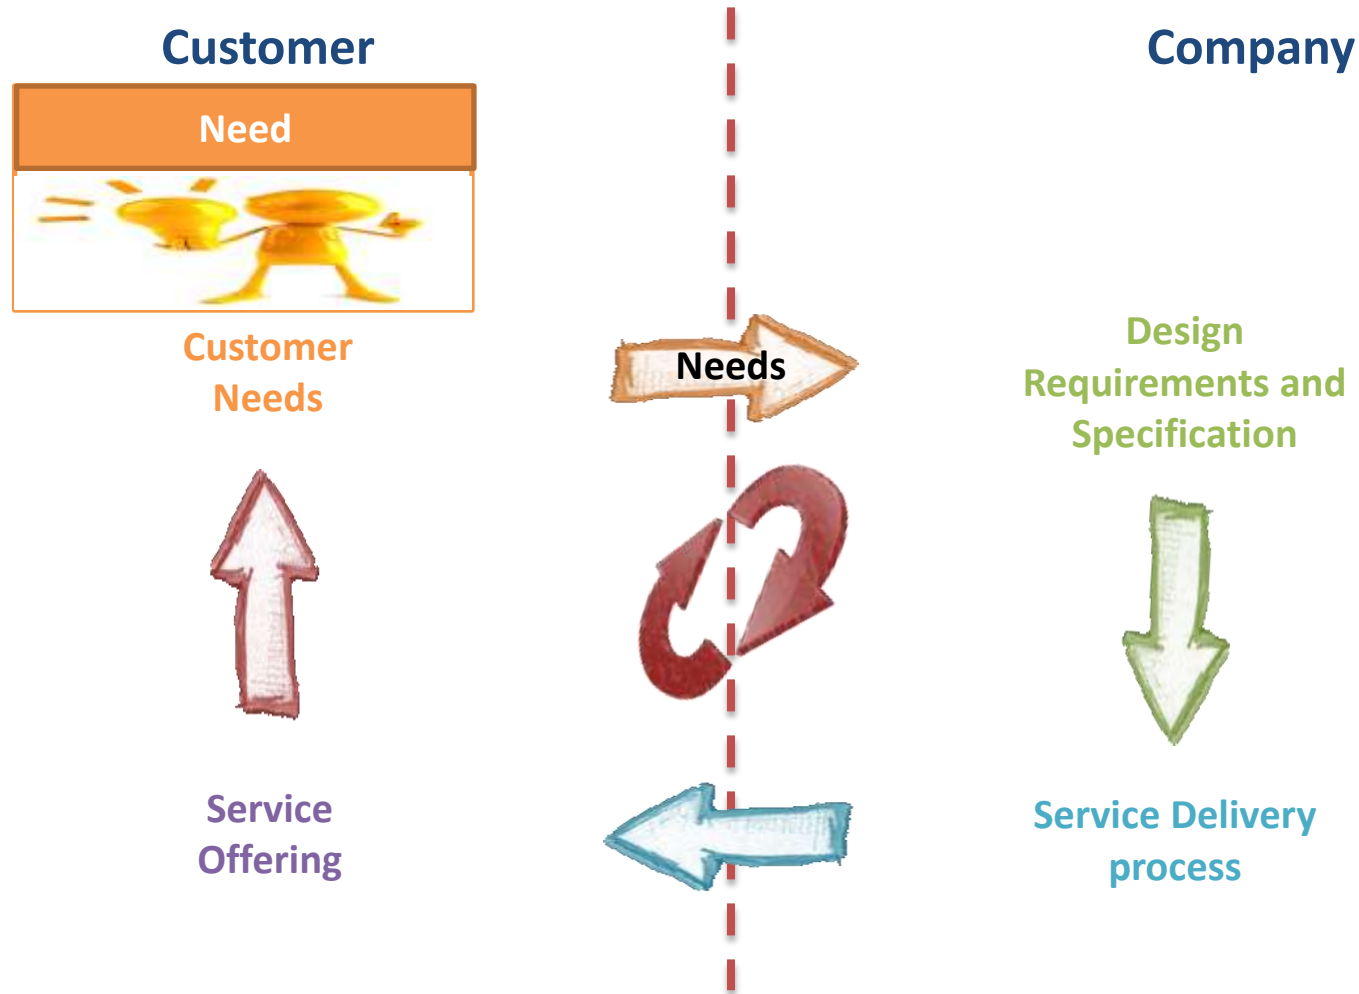 Customer
Company
Need
Customer
Needs
Needs
Design
Requirements and
Specification
Service
Offering
Service Delivery
process